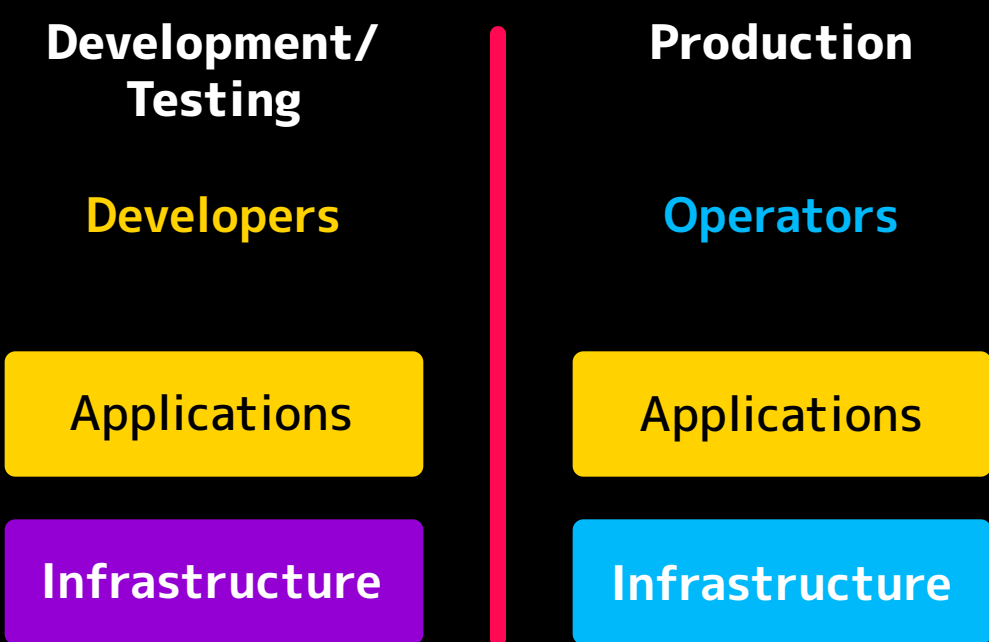 Development/
Testing
Developers
Applications
Infrastructure
Production
Operators
Applications
Infrastructure